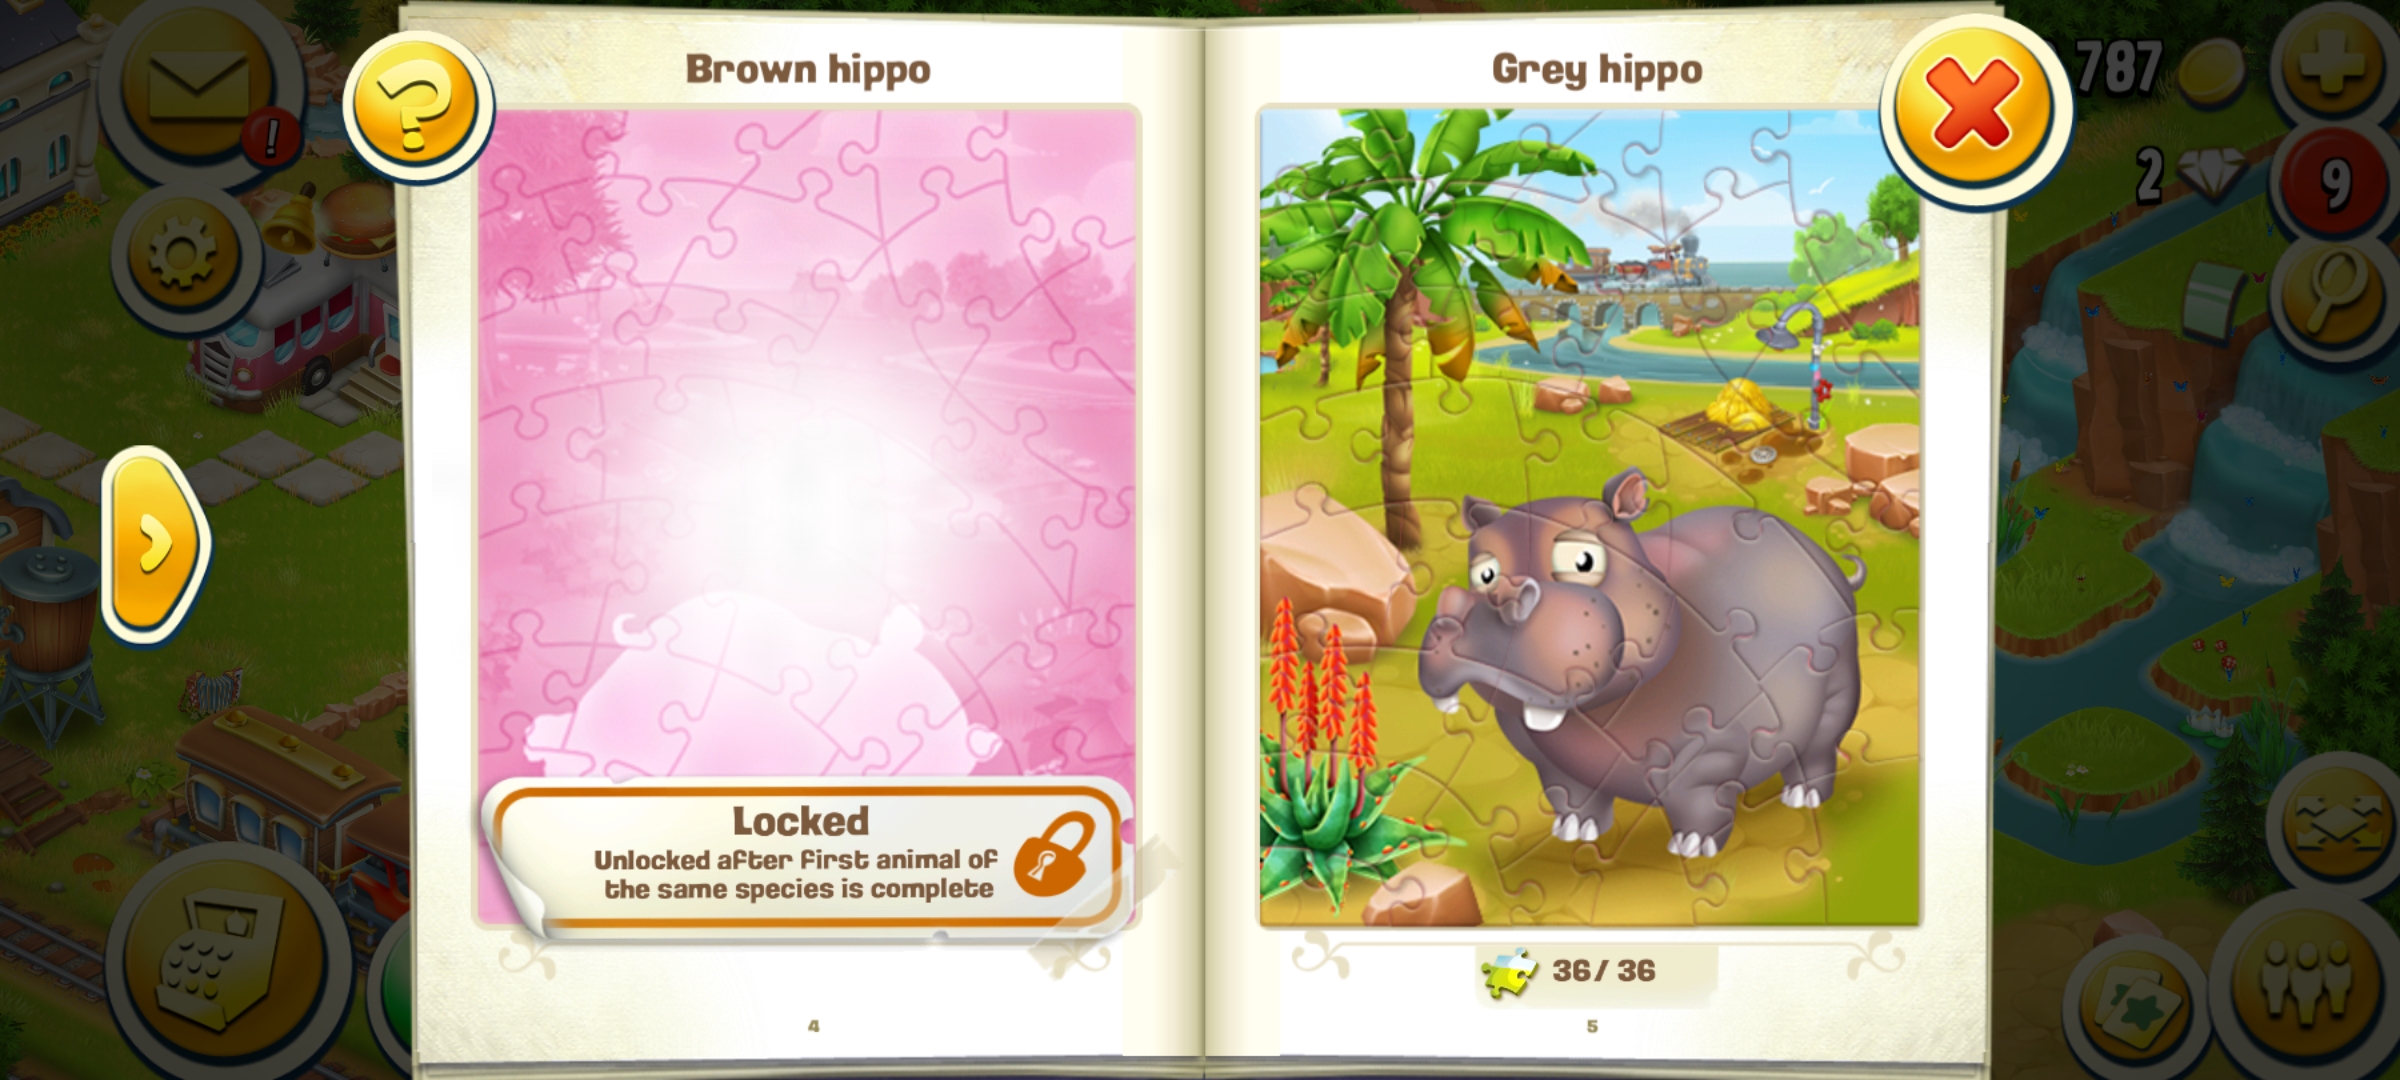 Brown hippo
Grey hippo
787
2
9
Locked
Unlocked after first animal of
the same species is complete
36/ 36
4
5